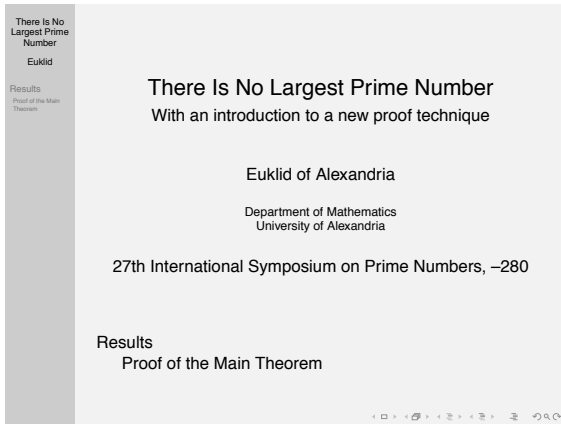 There Is No
Largest Prime
Number
Euklid
Results
Proof of the Main
Theorem
There Is No Largest Prime Number
With an introduction to a new proof technique
Euklid of Alexandria
Department of Mathematics
University of Alexandria
27th International Symposium on Prime Numbers, –280
Results
Proof of the Main Theorem